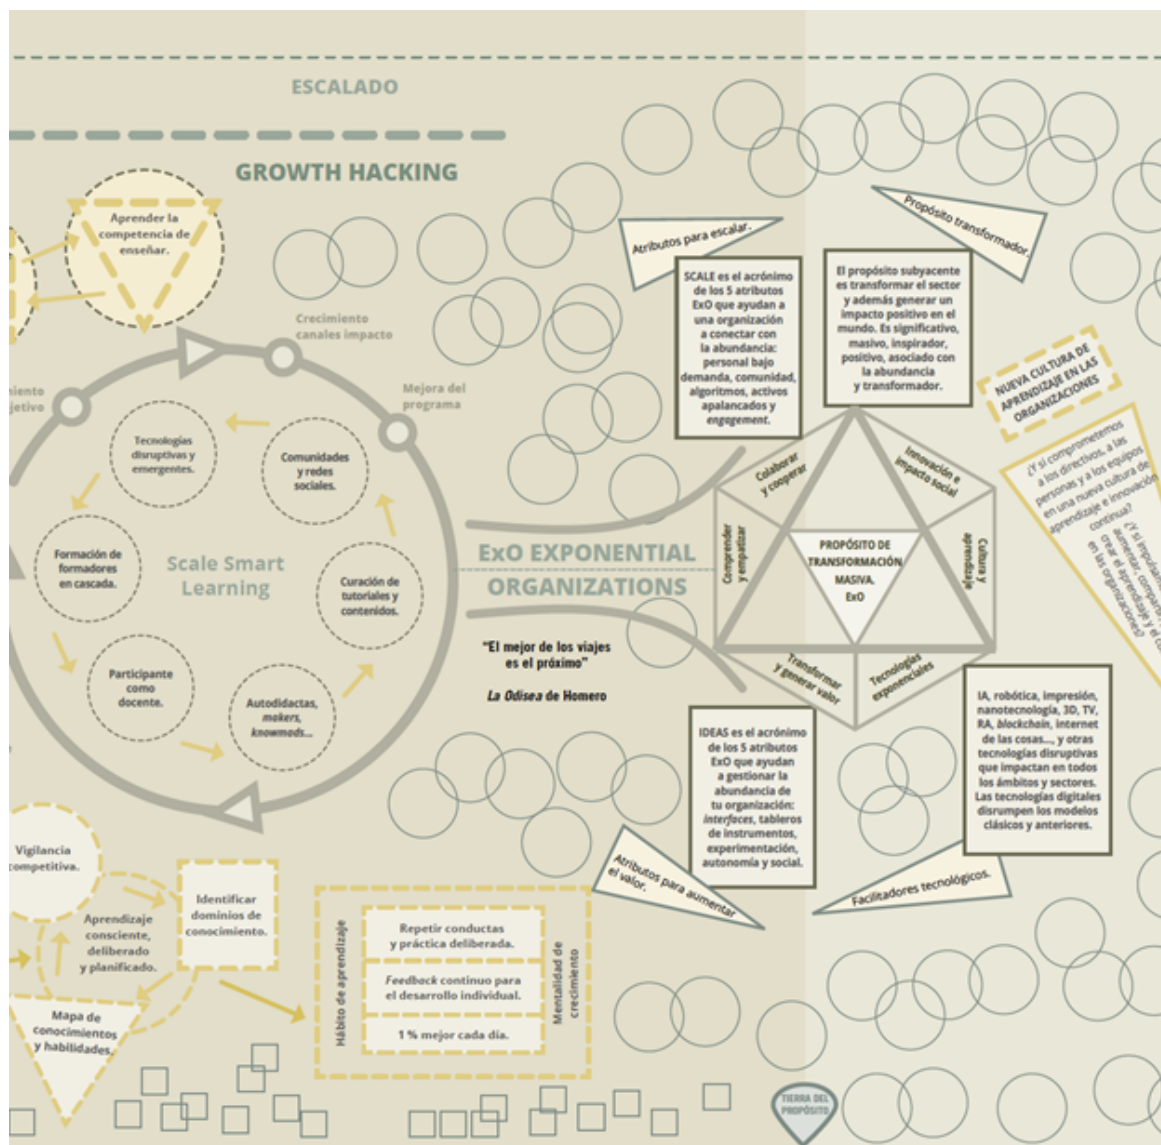 ESCALADO
GROWTH HACKING
Aprender la
competencia de
enseñar.
Crecimiento
canales impacto
Mejora del
programa
Tecnologías
disruptivas y
emergentes.
Comunidades
y redes
sociales.
Formación de
formadores
en cascada.
Scale Smart
Learning
Curación de
tutoriales y
contenidos.
Participante
como
docente.
Autodidactas,
makers,
knowmads...
Atributos para escalar.
SCALE es el acrónimo
de los 5 atributos
ExO que ayudan a
una organización
a conectar con
la abundancia:
personal bajo
demanda, comunidad,
algoritmos, activos
apalancados y
engagement.
Propósito transformador.
El propósito subyacente
es transformar el sector
y además generar un
impacto positivo en el
mundo. Es significativo,
masivo, inspirador,
positivo, asociado con
la abundancia
y transformador.
NUEVA CULTURA DE
APRENDIZAJE EN LAS
ORGANIZACIONES
¿Y si comprometemos
a los directivos, a las
personas y a los equipos
en una nueva cultura de
aprendizaje e innovación
continua?
¿Y si
aumentar,
crear el aprendizaje y el
en las organizaciones?
Colaborar
y cooperar
Innovación e
impacto social
Comprender
y empatizar
Cultura y
aprendizaje
PROPÓSITO DE
TRANSFORMACIÓN
MASIVA.
ExO
Transformar
y generar valor
Tecnologías
exponenciales
ExO EXPONENTIAL
ORGANIZATIONS
“El mejor de los viajes
es el próximo”
La Odisea de Homero
IDEAS es el acrónimo
de los 5 atributos
ExO que ayudan
a gestionar la
abundancia de
tu organización:
interfaces, tableros
de instrumentos,
experimentación,
autonomía y social.
Atributos para aumentar
el valor.
IA, robótica, impresión,
nanotecnología, 3D, TV,
RA, blockchain, internet
de las cosas..., y otras
tecnologías disruptivas
que impactan en todos
los ámbitos y sectores.
Las tecnologías digitales
disrumpen los modelos
clásicos y anteriores.
Facilitadores tecnológicos.
Vigilancia
competitiva.
Aprendizaje
consciente,
deliberado
y planificado.
Identificar
dominios de
conocimiento.
Mapa de
conocimientos
y habilidades.
Hábito de aprendizaje
Repetir conductas
y práctica deliberada.
Feedback continuo para
el desarrollo individual.
1 % mejor cada día.
Mentalidad de
crecimiento
TIERRA DEL
PROPÓSITO